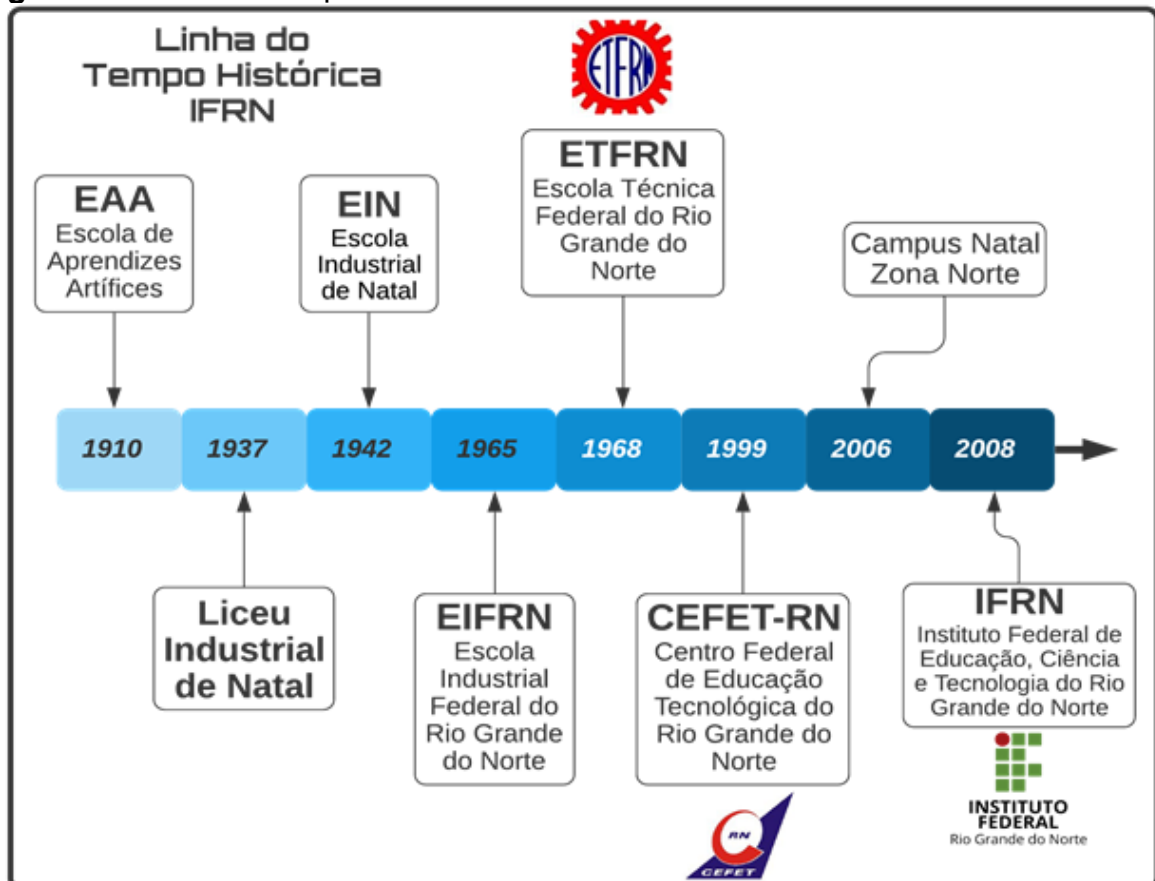 Linha do
Tempo Histórica
IFRN
ETFRN
EAA
Escola de
Aprendizes
Artífices
EIN
Escola
Industrial
de Natal
ETFRN
Escola Técnica
Federal do Rio
Grande do
Norte
Campus Natal
Zona Norte
1910 1937 1942 1965 1968 1999 2006 2008
Liceu
Industrial
de Natal
EIFRN
Escola
Industrial
Federal do
Rio Grande
do Norte
CEFET-RN
Centro Federal
de Educação
Tecnológica do
Rio Grande do
Norte
RN
CEFET
IFRN
Instituto Federal de
Educação, Ciência
e Tecnologia do Rio
Grande do Norte
INSTITUTO
FEDERAL
Rio Grande do Norte